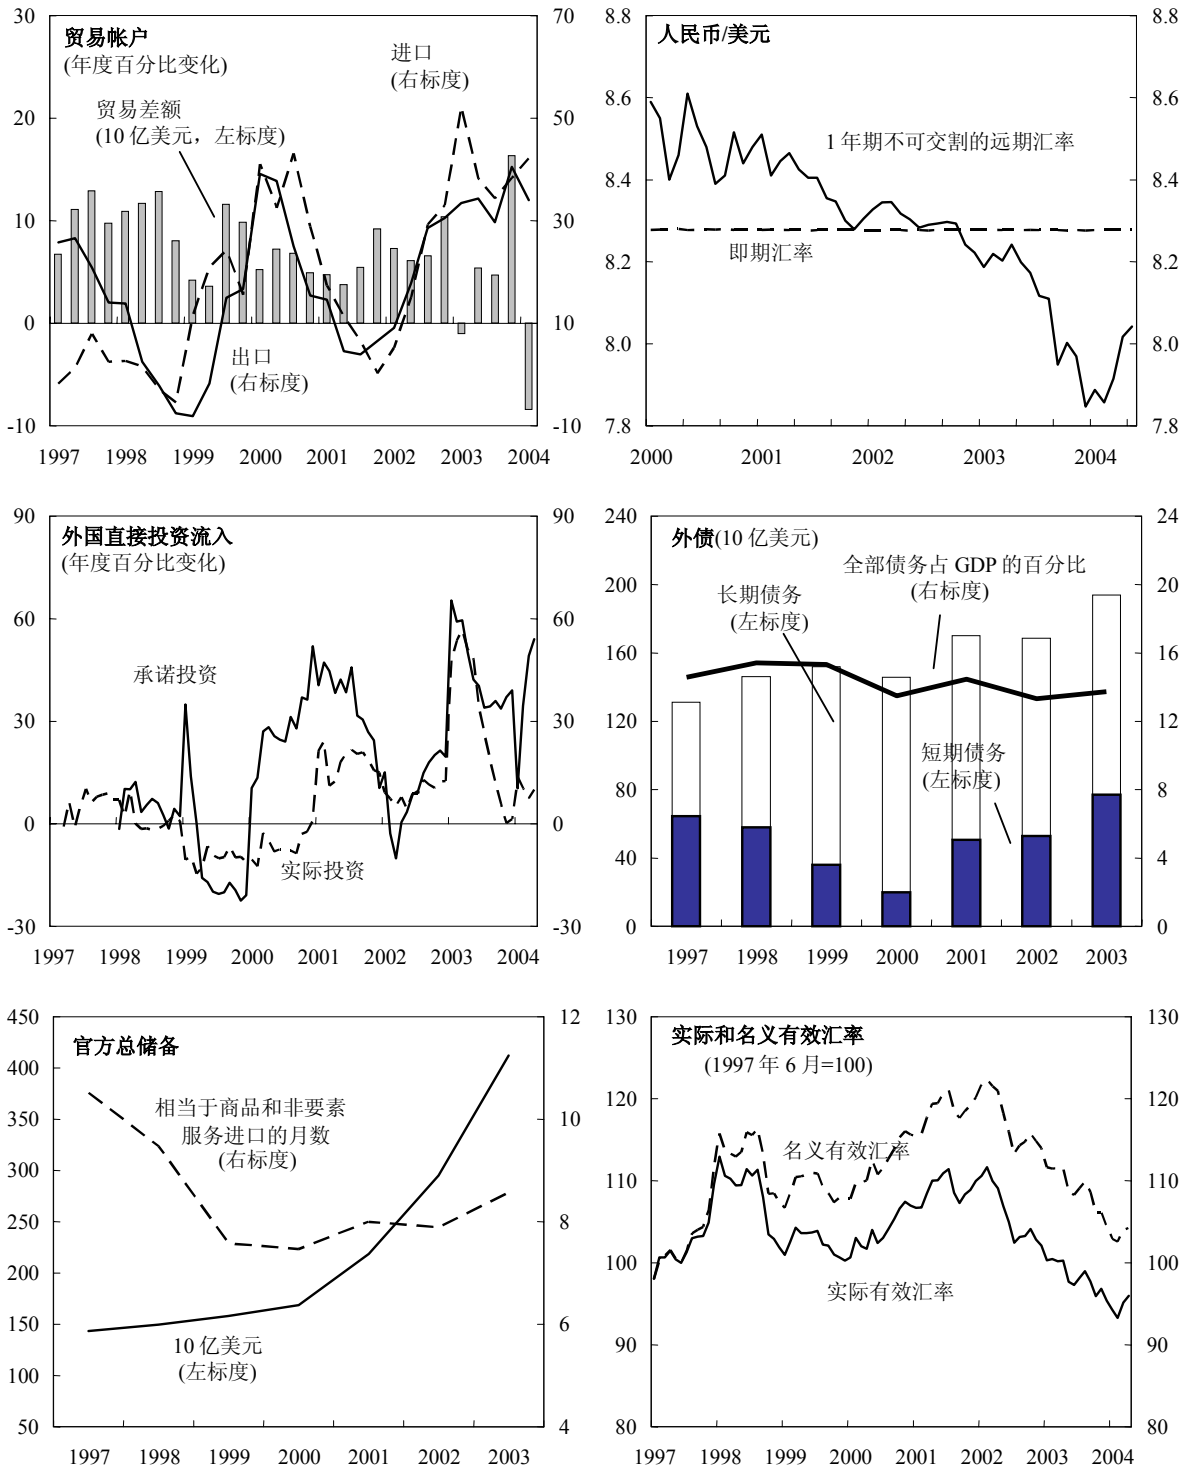 贸易帐户
(年度百分比变化)
贸易差额
(10 亿美元，左标度)
进口
(右标度)
出口
(右标度)
30
20
10
0
-10
70
50
30
10
-10
1997 1998 1999 2000 2001 2002 2003 2004
人民币/美元
1 年期不可交割的远期汇率
即期汇率
8.8
8.6
8.4
8.2
8.0
7.8
8.8
8.6
8.4
8.2
8.0
7.8
2000 2001 2002 2003 2004
外国直接投资流入
(年度百分比变化)
承诺投资
实际投资
90
60
30
0
-30
90
60
30
0
-30
1997 1998 1999 2000 2001 2002 2003 2004
外债(10 亿美元)
全部债务占 GDP 的百分比
(右标度)
长期债务
(左标度)
短期债务
(左标度)
240
200
160
120
80
40
0
24
20
16
12
8
4
0
1997 1998 1999 2000 2001 2002 2003
官方总储备
相当于商品和非要素
服务进口的月数
(右标度)
10 亿美元
(左标度)
450
400
350
300
250
200
150
100
50
12
10
8
6
4
1997 1998 1999 2000 2001 2002 2003
实际和名义有效汇率
(1997 年 6 月=100)
名义有效汇率
实际有效汇率
130
120
110
100
90
80
130
120
110
100
90
80
1997 1998 1999 2000 2001 2002 2003 2004